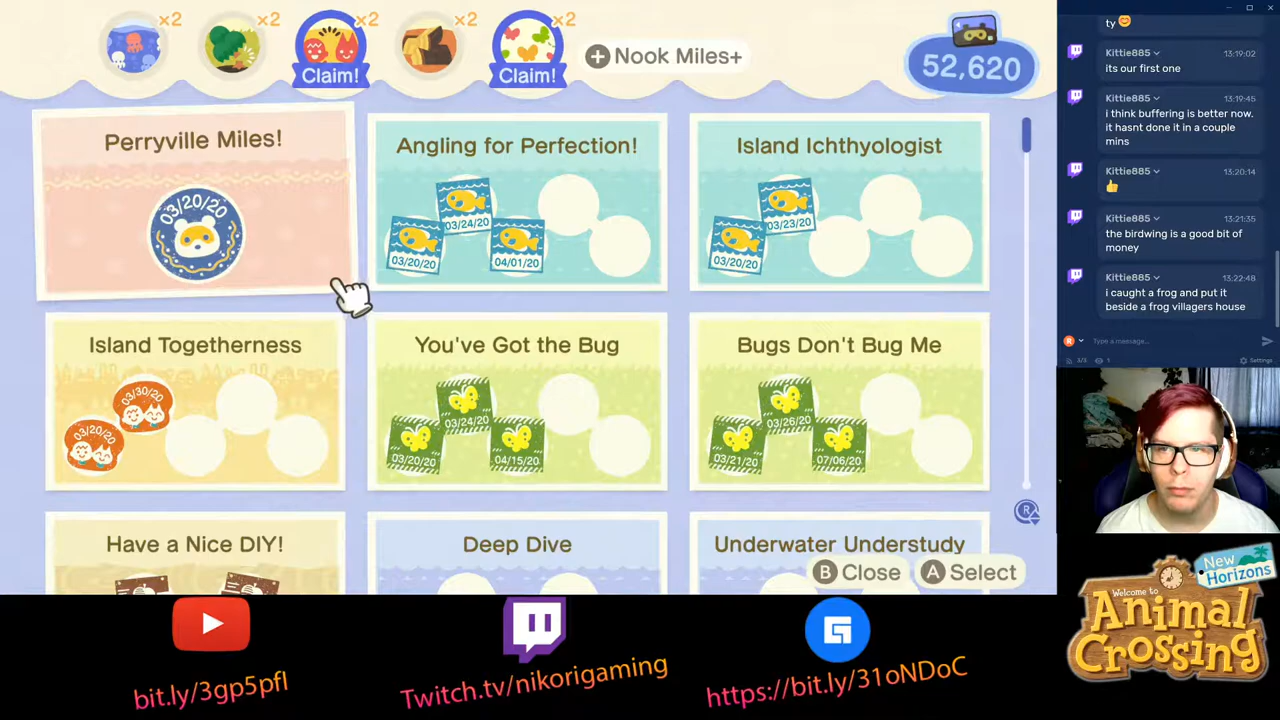 ×2
×2
×2
×2
×2
Claim!
Claim!
+ Nook Miles+
52,620
Perryville Miles!
03/20/20
Angling for Perfection!
03/20/20
03/24/20
04/01/20
Island Ichthyologist
03/20/20
03/23/20
Island Togetherness
03/20/20
03/30/20
You've Got the Bug
03/20/20
03/24/20
04/15/20
Bugs Don't Bug Me
03/21/20
03/26/20
07/06/20
R
Have a Nice DIY!
Deep Dive
Underwater Understudy
B Close
A Select
bit.ly/3gp5pfl
Twitch.tv/nikorigaming
https://bit.ly/31oNDoC
ty
Kittie885 13:19:02
its our first one
Kittie885 13:19:45
i think buffering is better now.
it hasnt done it in a couple
mins
Kittie885 13:20:14
Kittie885 13:21:35
the birdwing is a good bit of
money
Kittie885 13:22:48
i caught a frog and put it
beside a frog villagers house
R
Type a message...
3/3
1
Settings
New
Horizons
Welcome to
Animal
Crossing